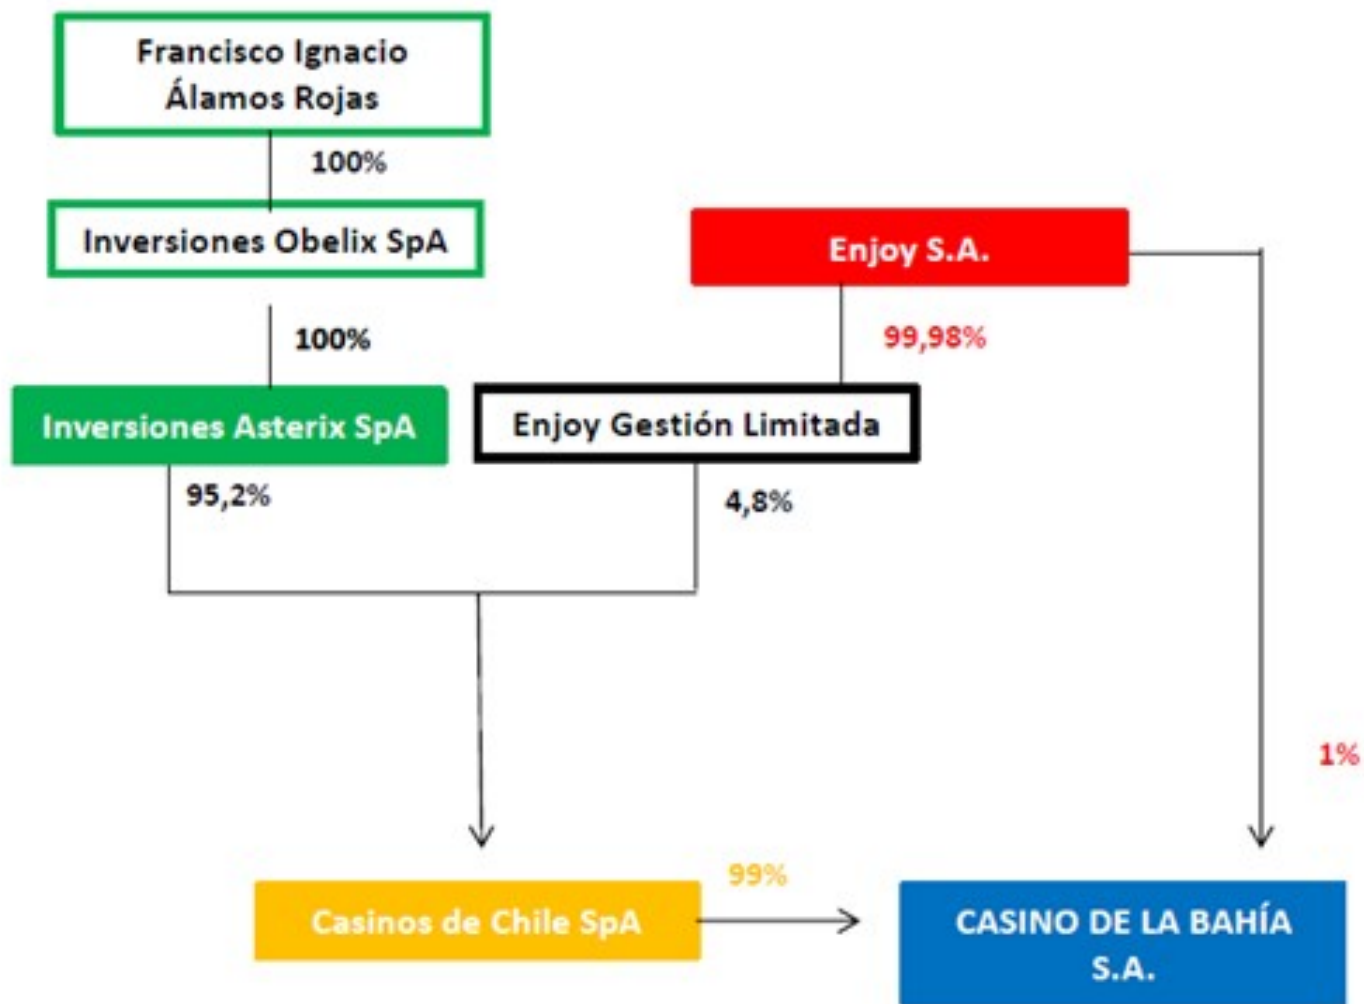 Francisco Ignacio
Álamos Rojas
100%
Inversiones Obelix SpA
Enjoy S.A.
100%
99,98%
Inversiones Asterix SpA
Enjoy Gestión Limitada
95,2%
4,8%
1%
99%
Casinos de Chile SpA
CASINO DE LA BAHÍA
S.A.